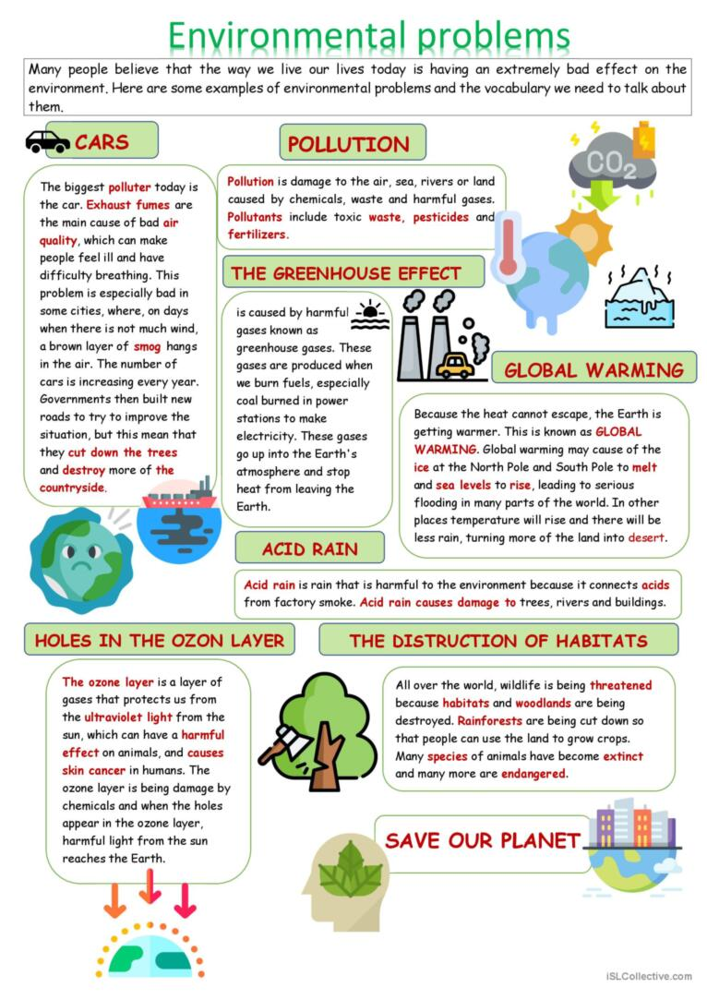 Environmental problems
Many people believe that the way we live our lives today is having an extremely bad effect on the
environment. Here are some examples of environmental problems and the vocabulary we need to talk about
them.
CARS
The biggest polluter today is
the car. Exhaust fumes are
the main cause of bad air
quality, which can make
people feel ill and have
difficulty breathing. This
problem is especially bad in
some cities, where, on days
when there is not much wind,
a brown layer of smog hangs
in the air. The number of
cars is increasing every year.
Governments then built new
roads to try to improve the
situation, but this mean that
they cut down the trees
and destroy more of the
countryside.
POLLUTION
Pollution is damage to the air, sea, rivers or land
caused by chemicals, waste and harmful gases.
Pollutants include toxic waste, pesticides and
fertilizers.
CO2
THE GREENHOUSE EFFECT
is caused by harmful
gases known as
greenhouse gases. These
gases are produced when
we burn fuels, especially
coal burned in power
stations to make
electricity. These gases
go up into the Earth's
atmosphere and stop
heat from leaving the
Earth.
GLOBAL WARMING
Because the heat cannot escape, the Earth is
getting warmer. This is known as GLOBAL
WARMING. Global warming may cause of the
ice at the North Pole and South Pole to melt
and sea levels to rise, leading to serious
flooding in many parts of the world. In other
places temperature will rise and there will be
less rain, turning more of the land into desert.
ACID RAIN
Acid rain is rain that is harmful to the environment because it connects acids
from factory smoke. Acid rain causes damage to trees, rivers and buildings.
HOLES IN THE OZON LAYER
The ozone layer is a layer of
gases that protects us from
the ultraviolet light from the
sun, which can have a harmful
effect on animals, and causes
skin cancer in humans. The
ozone layer is being damage by
chemicals and when the holes
appear in the ozone layer,
harmful light from the sun
reaches the Earth.
THE DISTRUCTION OF HABITATS
All over the world, wildlife is being threatened
because habitats and woodlands are being
destroyed. Rainforests are being cut down so
that people can use the land to grow crops.
Many species of animals have become extinct
and many more are endangered.
SAVE OUR PLANET
iSLCollective.com